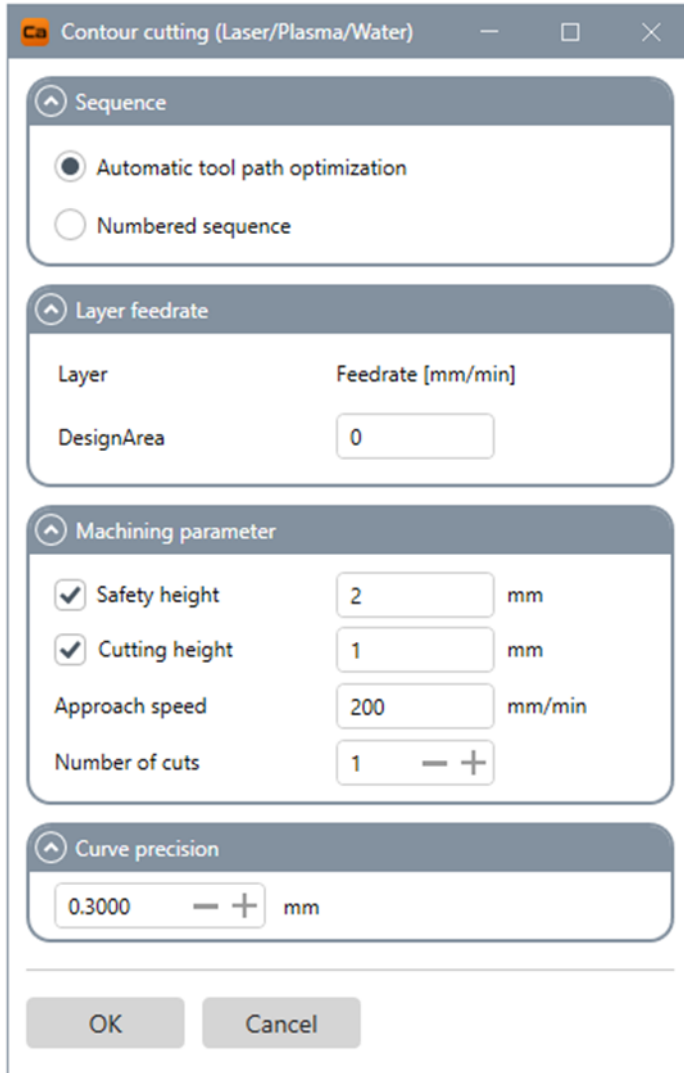 Ca Contour cutting (Laser/Plasma/Water)
Sequence
Automatic tool path optimization
Numbered sequence
Layer feedrate
Layer Feedrate [mm/min]
DesignArea 0
Machining parameter
Safety height 2 mm
Cutting height 1 mm
Approach speed 200 mm/min
Number of cuts 1
Curve precision
0.3000 mm
OK Cancel